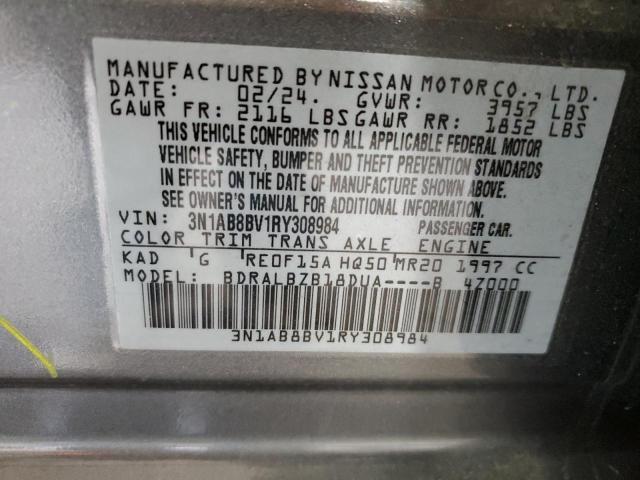 MANUFACTURED BY NISSAN MOTOR CO., LTD.
DATE: 02/24. GVWR: 3957 LBS
GAWR FR: 2116 LBS GAWR RR: 1852 LBS
THIS VEHICLE CONFORMS TO ALL APPLICABLE FEDERAL MOTOR
VEHICLE SAFETY, BUMPER AND THEFT PREVENTION STANDARDS
IN EFFECT ON THE DATE OF MANUFACTURE SHOWN ABOVE.
SEE OWNER'S MANUAL FOR ADDITIONAL INFORMATION.
VIN: 3N1AB8BV1RY308984 PASSENGER CAR.
COLOR TRIM TRANS AXLE ENGINE
KAD G RE0F15A HQ50 MR20 1997 CC
MODEL: BDRALBZB18DUA----B 4Z000
3N1AB8BV1RY308984